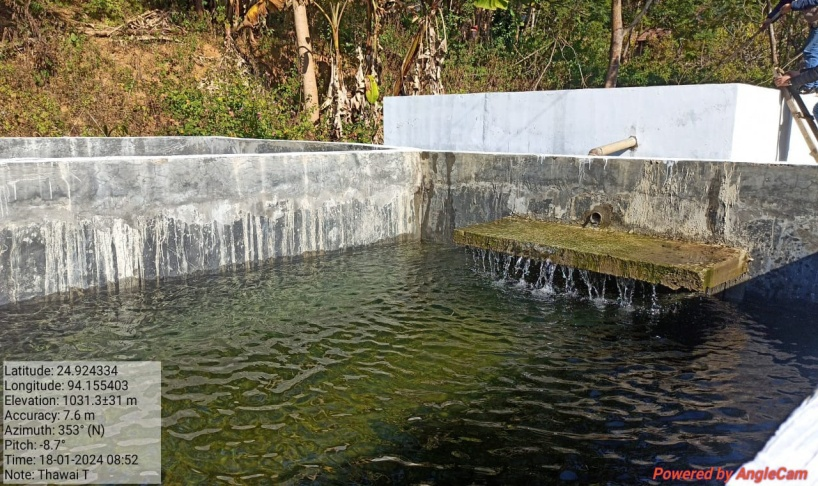 Latitude: 24.924334
Longitude: 94.155403
Elevation: 1031.3±31 m
Accuracy: 7.6 m
Azimuth: 353° (N)
Pitch: -8.7°
Time: 18-01-2024 08:52
Note: Thawai T
Powered by AngleCam